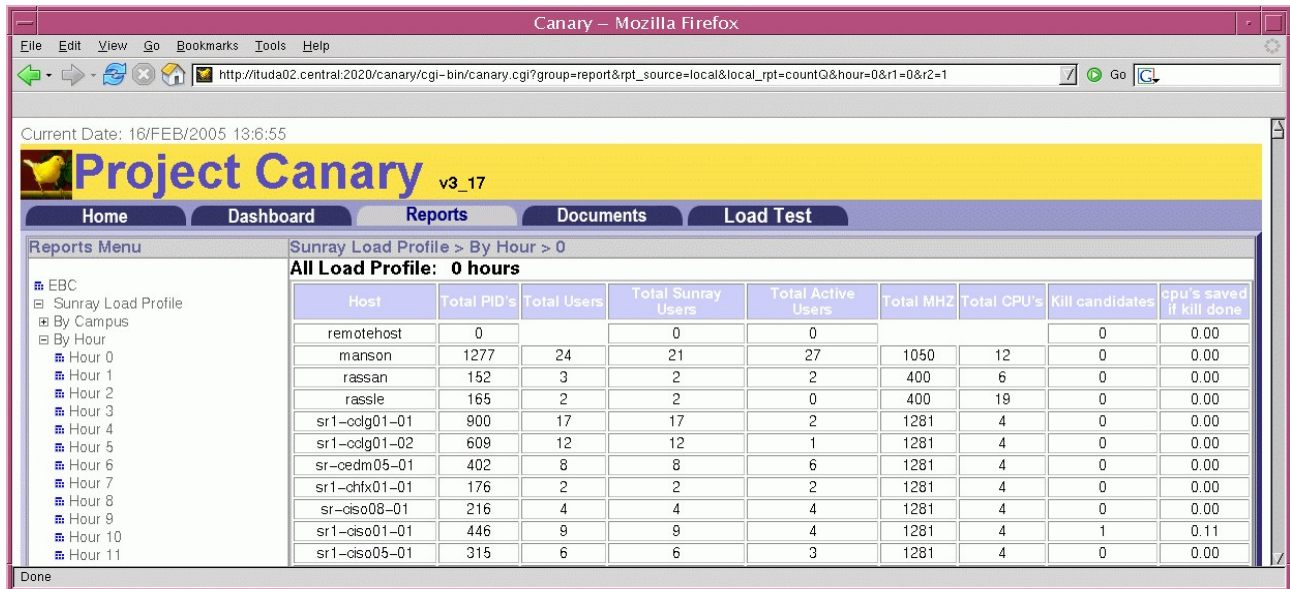 Canary – Mozilla Firefox
File Edit View Go Bookmarks Tools Help
http://ituda02.central:2020/canary/cgi-bin/canary.cgi?group=report&rpt_source=local&local_rpt=countQ&hour=0&r1=0&r2=1 Go
Current Date: 16/FEB/2005 13:6:55
Project Canary v3_17
Home Dashboard Reports Documents Load Test
Reports Menu
EBC
Sunray Load Profile
By Campus
By Hour
Hour 0
Hour 1
Hour 2
Hour 3
Hour 4
Hour 5
Hour 6
Hour 7
Hour 8
Hour 9
Hour 10
Hour 11
Sunray Load Profile > By Hour > 0
All Load Profile: 0 hours
Host Total PID's Total Users Total Sunray Users Total Active Users Total MHZ Total CPU's Kill candidates cpu's saved if kill done
remotehost 0 0 0 0 0.00
manson 1277 24 21 27 1050 12 0 0.00
rassan 152 3 2 2 400 6 0 0.00
rassle 165 2 2 0 400 19 0 0.00
sr1-cclg01-01 900 17 17 2 1281 4 0 0.00
sr1-cclg01-02 609 12 12 1 1281 4 0 0.00
sr-cedm05-01 402 8 8 6 1281 4 0 0.00
sr1-chfx01-01 176 2 2 2 1281 4 0 0.00
sr-ciso08-01 216 4 4 4 1281 4 0 0.00
sr1-ciso01-01 446 9 9 4 1281 4 1 0.11
sr1-ciso05-01 315 6 6 3 1281 4 0 0.00
Done